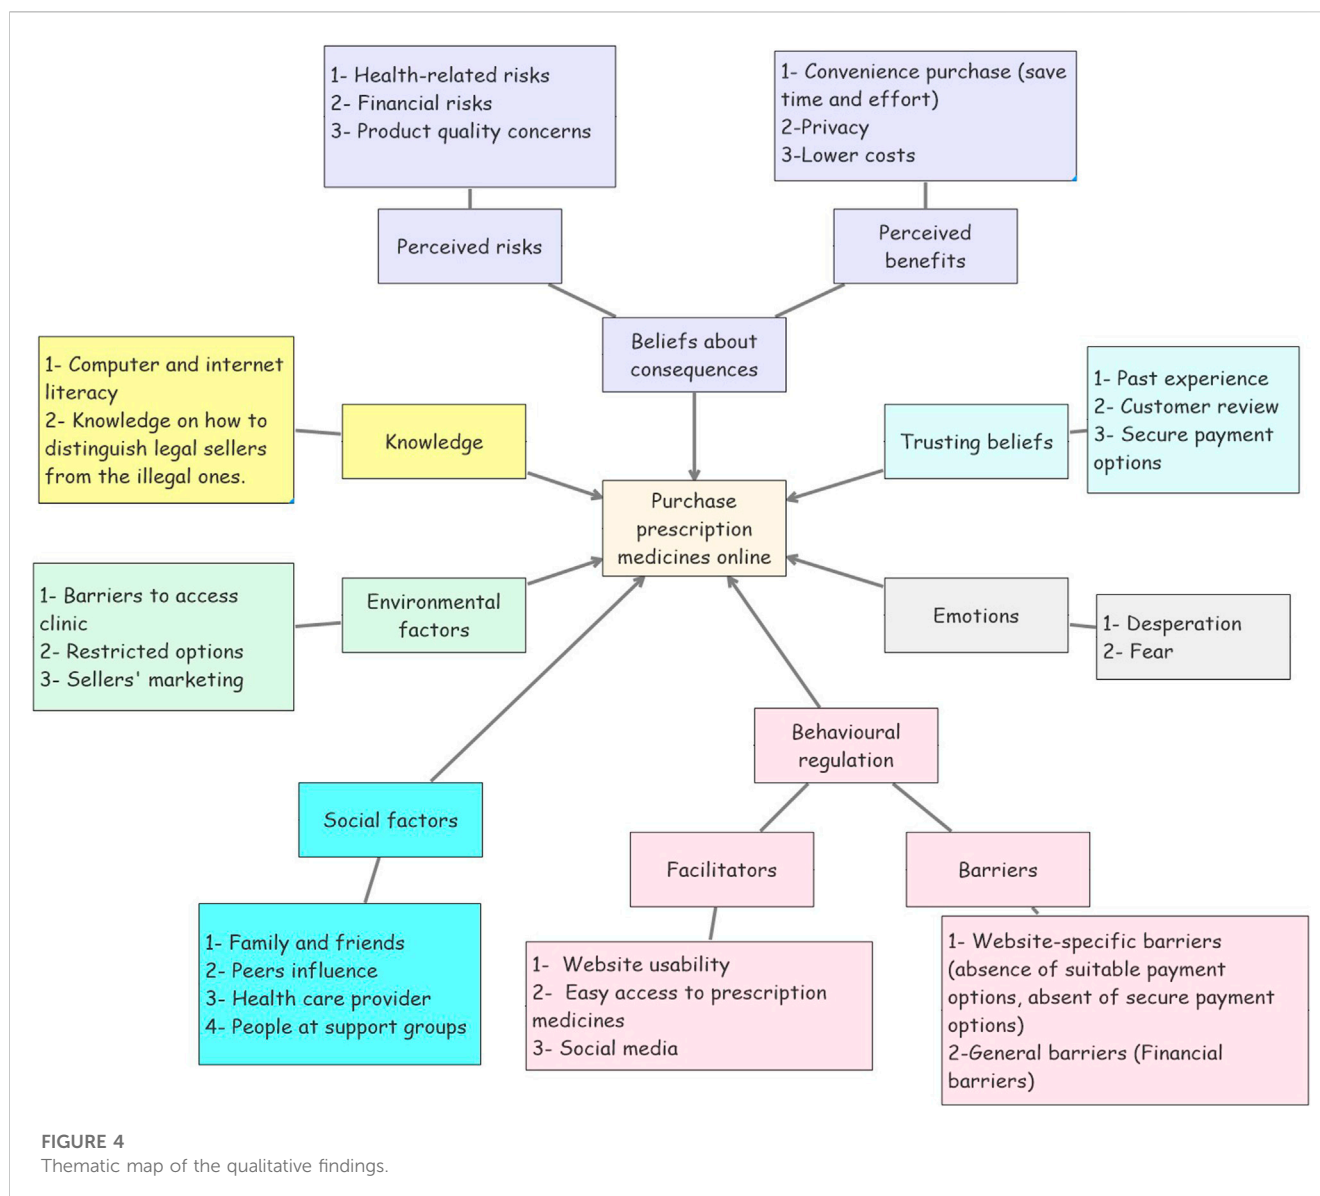 1- Health-related risks
2- Financial risks
3- Product quality concerns
1- Convenience purchase (save
time and effort)
2-Privacy
3-Lower costs
Perceived risks
Perceived
benefits
Beliefs about
consequences
1- Computer and internet
literacy
2- Knowledge on how to
distinguish legal sellers
from the illegal ones.
Knowledge
Trusting beliefs
1- Past experience
2- Customer review
3- Secure payment
options
Purchase
prescription
medicines online
1- Barriers to access
clinic
2- Restricted options
3- Sellers' marketing
Environmental
factors
Emotions
1- Desperation
2- Fear
Behavioural
regulation
Social factors
Facilitators
Barriers
1- Family and friends
2- Peers influence
3- Health care provider
4- People at support groups
1- Website usability
2- Easy access to prescription
medicines
3- Social media
1- Website-specific barriers
(absence of suitable payment
options, absent of secure payment
options)
2-General barriers (Financial
barriers)
FIGURE 4
Thematic map of the qualitative findings.